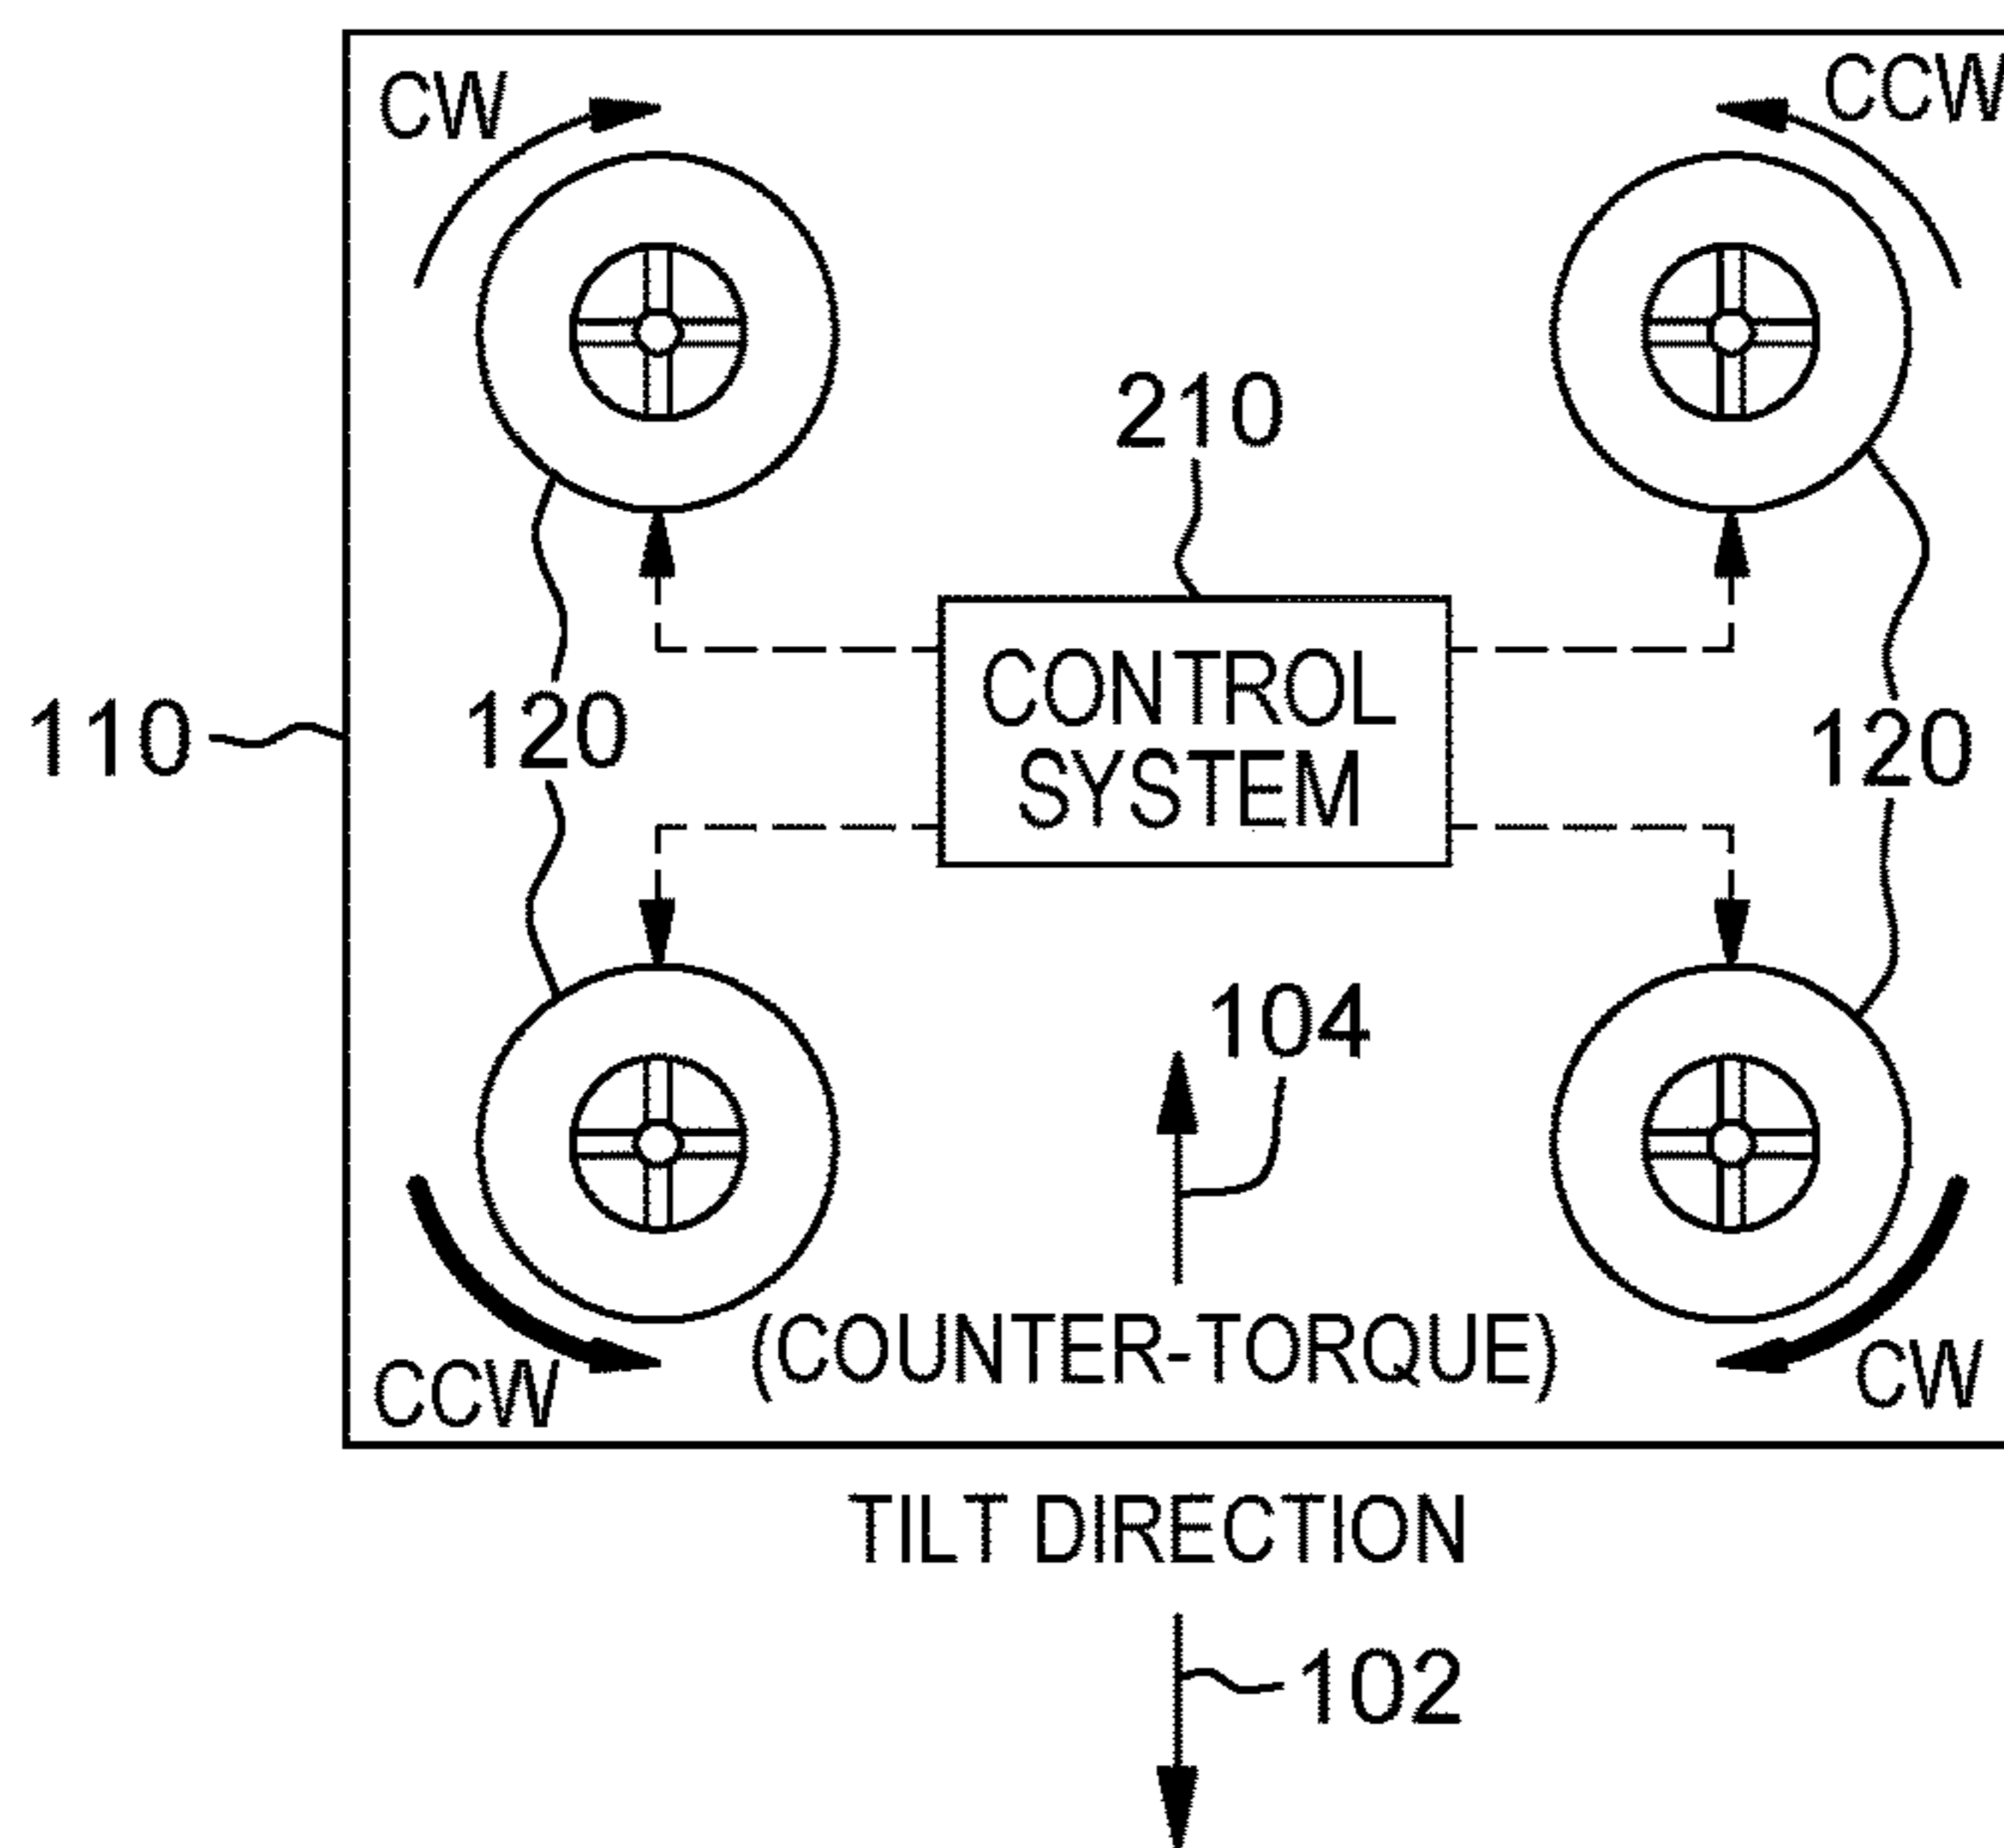 CW
CCW
210
CONTROL
SYSTEM
110
120
120
104
(COUNTER-TORQUE)
CCW
CW
TILT DIRECTION
102